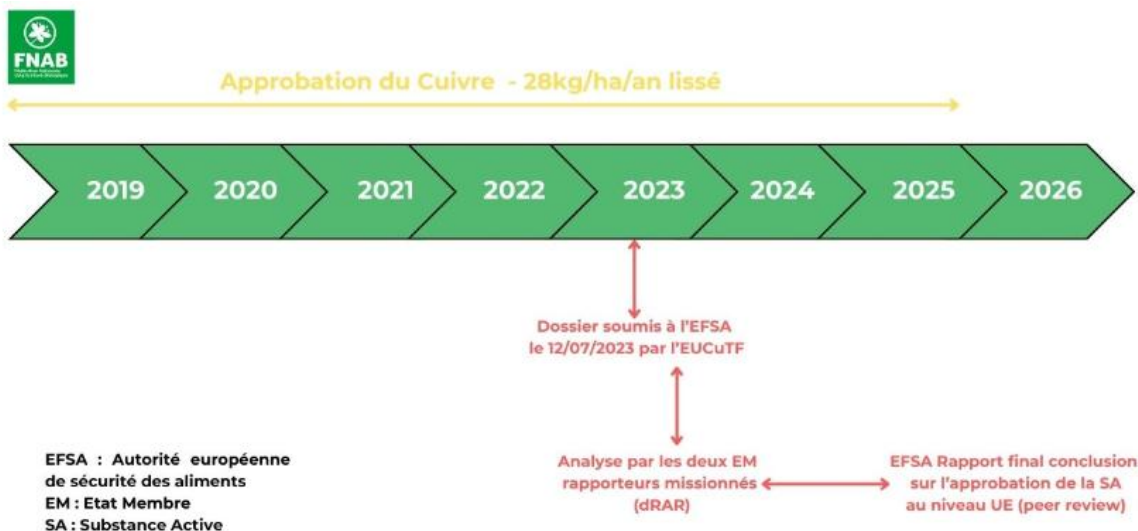 FNAB
Approbation du Cuivre - 28kg/ha/an lissé
2019
2020
2021
2022
2023
2024
2025
2026
Dossier soumis à l'EFSA
le 12/07/2023 par l'EUCuTF
Analyse par les deux EM
rapporteurs missionnés
(dRAR)
EFSA Rapport final conclusion
sur l'approbation de la SA
au niveau UE (peer review)
EFSA : Autorité européenne
de sécurité des aliments
EM : Etat Membre
SA : Substance Active